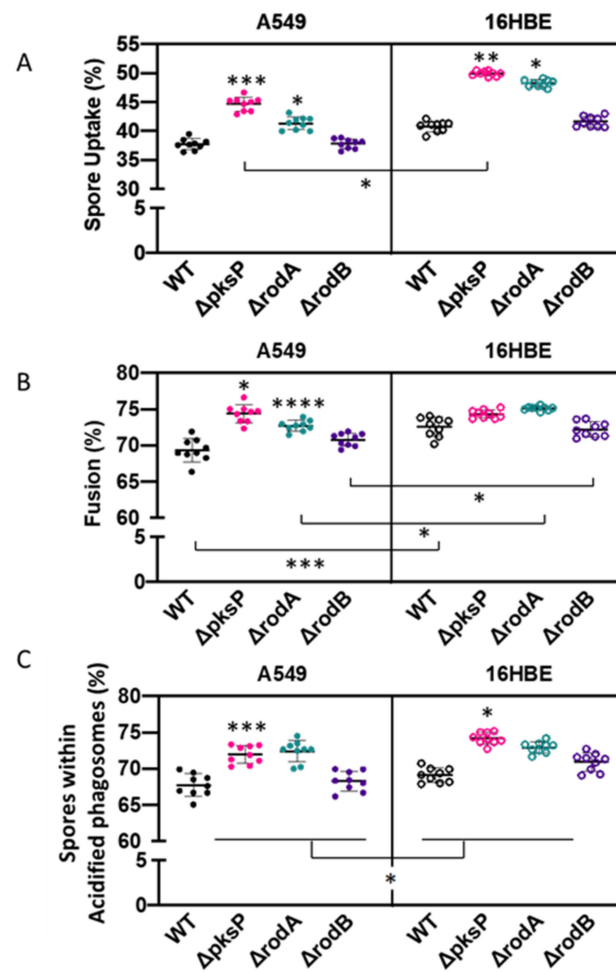 A549 16HBE
A
Spore Uptake (%)
55
50
45
40
35
30
5
0
*** * ** *
*
WT ΔpksP ΔrodA ΔrodB WT ΔpksP ΔrodA ΔrodB
A549 16HBE
B
Fusion (%)
80
75
70
65
60
5
0
* ****
*
*
***
WT ΔpksP ΔrodA ΔrodB WT ΔpksP ΔrodA ΔrodB
C
A549 16HBE
Spores within
Acidified phagosomes (%)
80
75
70
65
60
5
0
*** *
*
WT ΔpksP ΔrodA ΔrodB WT ΔpksP ΔrodA ΔrodB